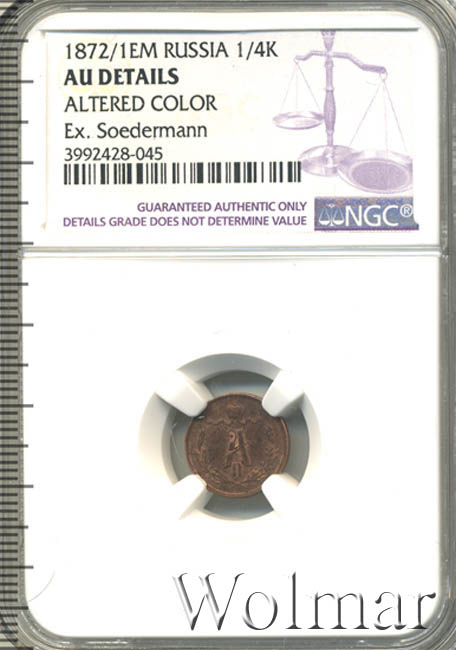 1872/1EM RUSSIA 1/4K
AU DETAILS
ALTERED COLOR
Ex. Soedermann
3992428-045
GUARANTEED AUTHENTIC ONLY
DETAILS GRADE DOES NOT DETERMINE VALUE
NGC®
A
II
Wolmar